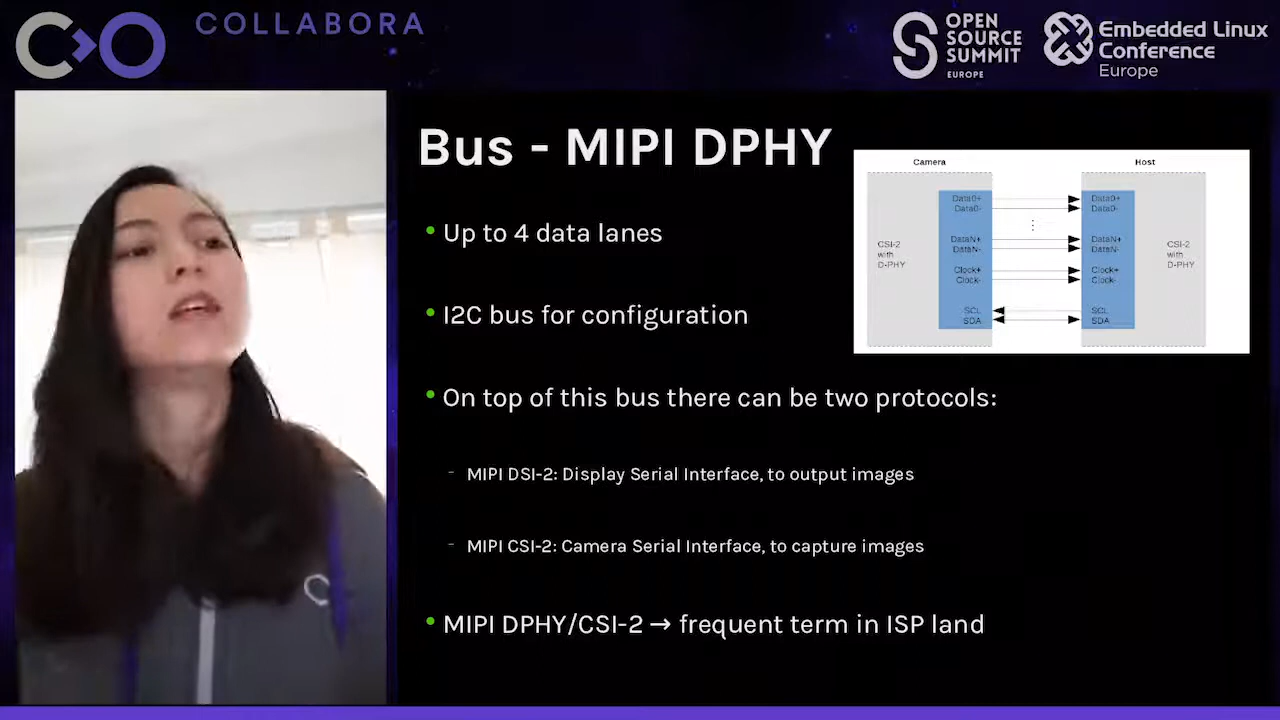 COLLABORA
OPEN
SOURCE
SUMMIT
EUROPE
Embedded Linux
Conference
Europe
Bus - MIPI DPHY
Camera
Host
Data0+
Data0-
Data0+
Data0-
CSI-2
with
D-PHY
DataN+
DataN-
DataN+
DataN-
CSI-2
with
D-PHY
Clock+
Clock-
Clock+
Clock-
SCL
SDA
SCL
SDA
• Up to 4 data lanes
• I2C bus for configuration
• On top of this bus there can be two protocols:
- MIPI DSI-2: Display Serial Interface, to output images
- MIPI CSI-2: Camera Serial Interface, to capture images
• MIPI DPHY/CSI-2 → frequent term in ISP land